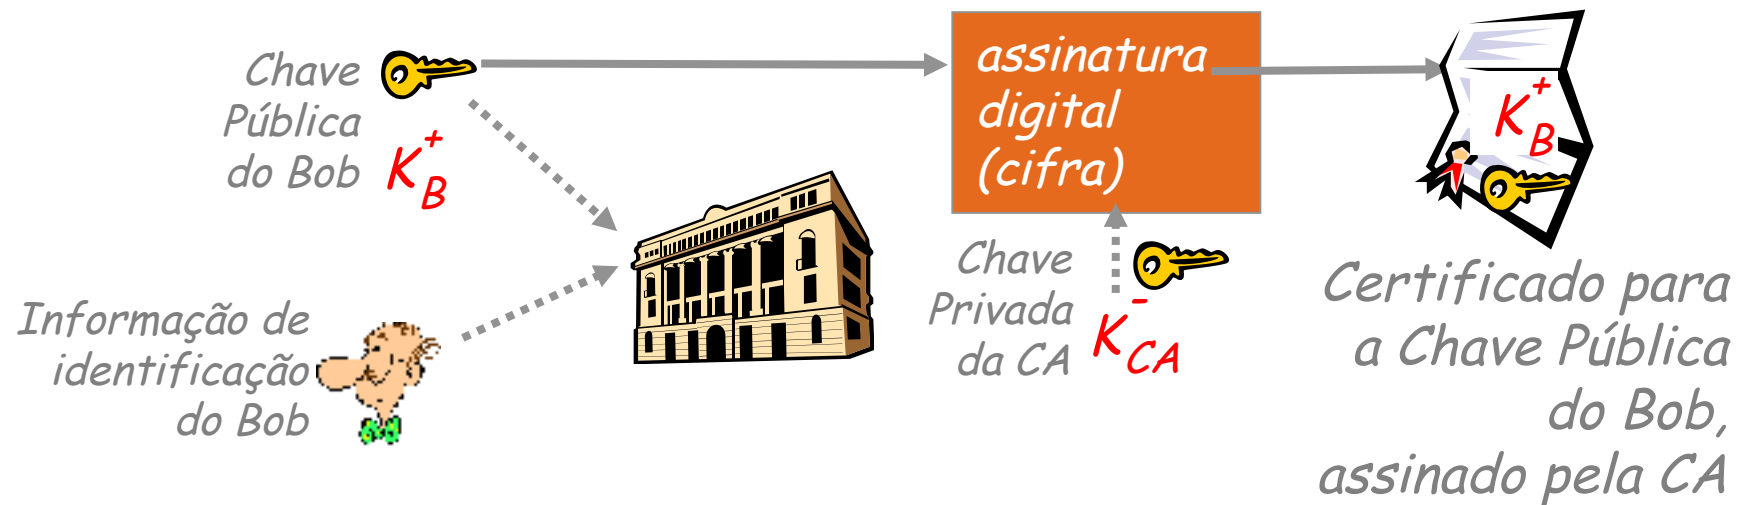 Chave
Pública
do Bob
K+B
Informação de
identificação
do Bob
assinatura
digital
(cifra)
Chave
Privada
da CA
K-CA
K+B
Certificado para
a Chave Pública
do Bob,
assinado pela CA